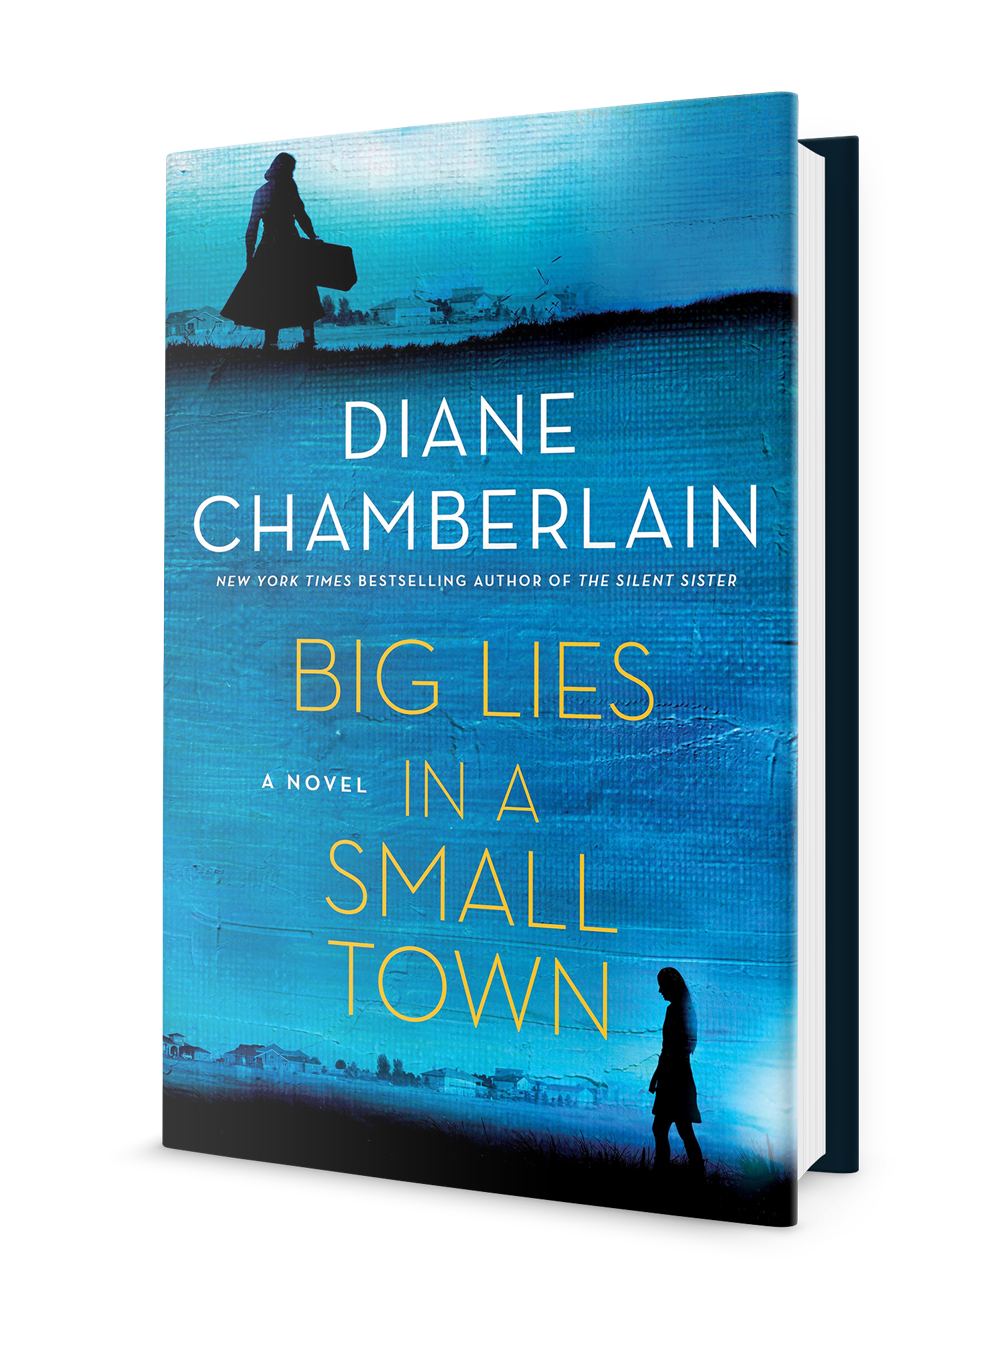 DIANE
CHAMBERLAIN
NEW YORK TIMES BESTSELLING AUTHOR OF THE SILENT SISTER
BIG LIES
A NOVEL IN A
SMALL
TOWN